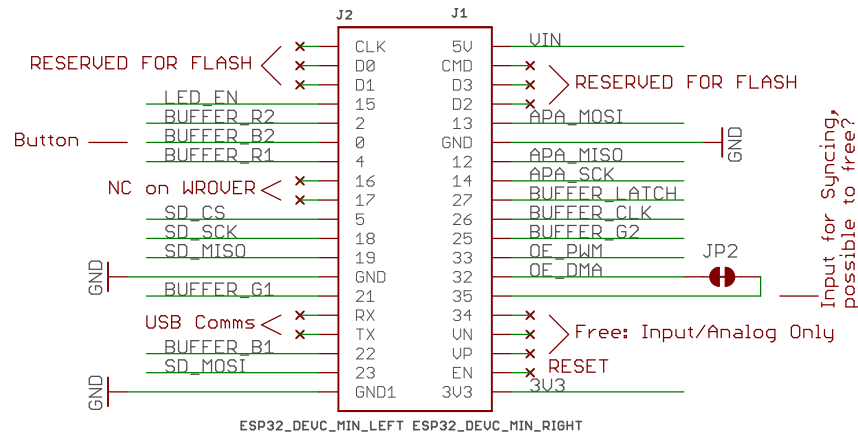 J2 J1
CLK 5V VIN
RESERVED FOR FLASH D0 CMD
D1 D3 RESERVED FOR FLASH
LED_EN 15 D2
BUFFER_R2 2 13 APA_MOSI
Button BUFFER_B2 0 GND GND
BUFFER_R1 4 12 APA_MISO
16 14 APA_SCK
NC on WROVER 17 27 BUFFER_LATCH
SD_CS 5 26 BUFFER_CLK
SD_SCK 18 25 BUFFER_G2
SD_MISO 19 33 OE_PWM JP2
GND GND 32 OE_DMA
BUFFER_G1 21 35
Input for Syncing,
possible to free?
RX 34
USB Comms TX VN Free: Input/Analog Only
BUFFER_B1 22 VP
SD_MOSI 23 EN RESET
GND GND1 3V3 3V3
ESP32_DEVC_MIN_LEFT ESP32_DEVC_MIN_RIGHT